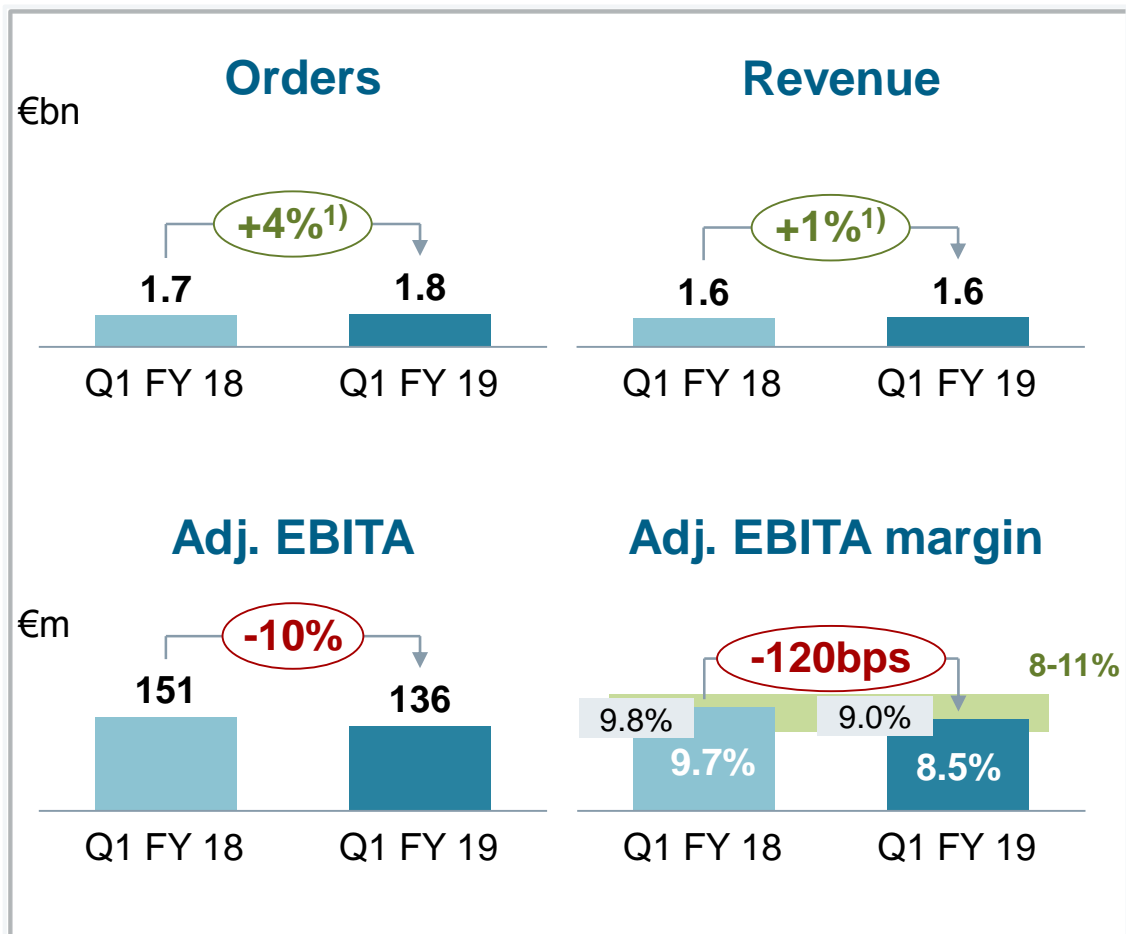 Orders
Revenue
€bn
+4%1)
+1%1)
1.7
1.8
1.6
1.6
Q1 FY 18
Q1 FY 19
Q1 FY 18
Q1 FY 19
Adj. EBITA
Adj. EBITA margin
€m
-10%
-120bps
8-11%
151
136
9.8%
9.0%
9.7%
8.5%
Q1 FY 18
Q1 FY 19
Q1 FY 18
Q1 FY 19